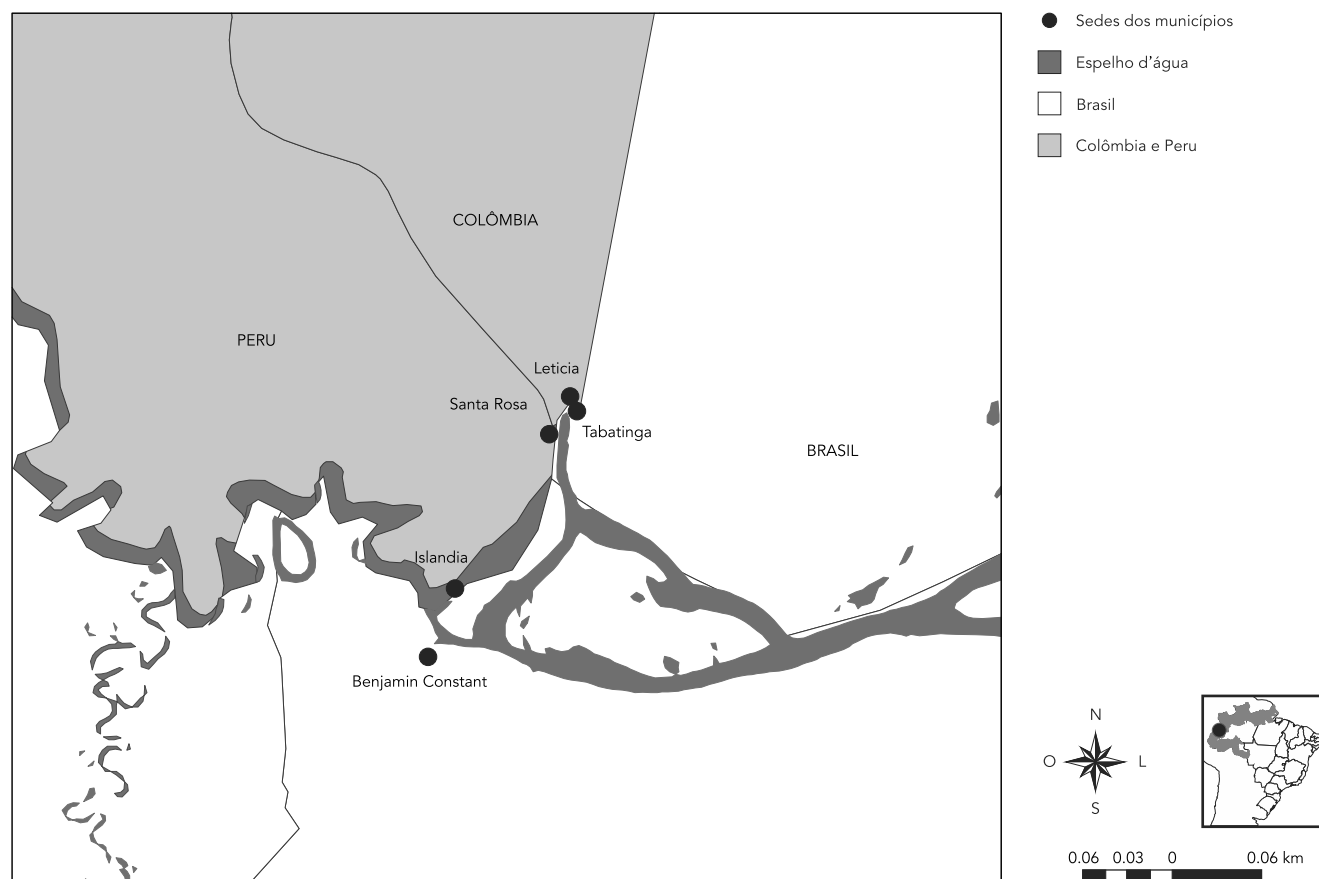 Sedes dos municípios
Espelho d'água
Brasil
Colômbia e Peru
COLÔMBIA
PERU
Leticia
Santa Rosa
Tabatinga
BRASIL
Islandia
Benjamin Constant
N
O
L
S
0.06 0.03 0 0.06 km